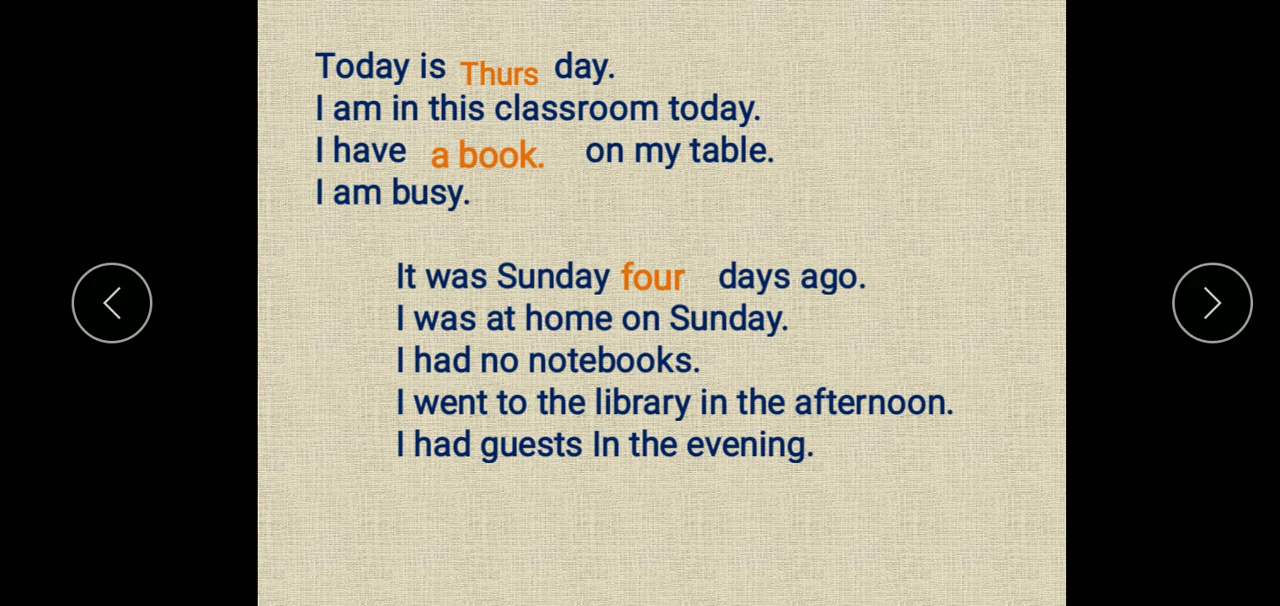 Today is Thurs day.
I am in this classroom today.
I have a book. on my table.
I am busy.
It was Sunday four days ago.
I was at home on Sunday.
I had no notebooks.
I went to the library in the afternoon.
I had guests In the evening.